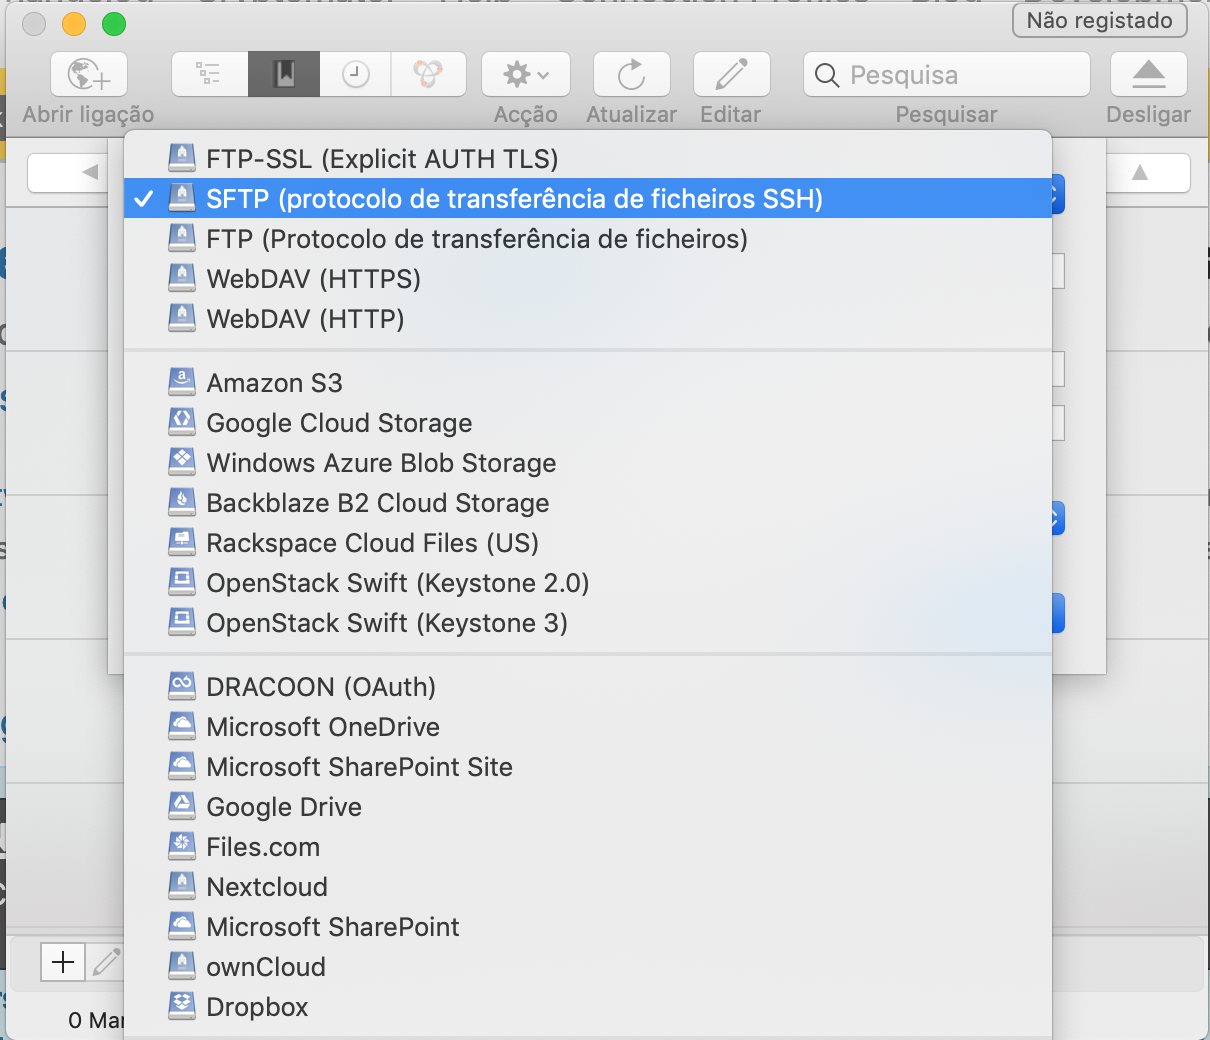 Não registado
Pesquisa
Abrir ligação
Acção
Atualizar
Editar
Pesquisar
Desligar
FTP-SSL (Explicit AUTH TLS)
SFTP (protocolo de transferência de ficheiros SSH)
FTP (Protocolo de transferência de ficheiros)
WebDAV (HTTPS)
WebDAV (HTTP)
Amazon S3
Google Cloud Storage
Windows Azure Blob Storage
Backblaze B2 Cloud Storage
Rackspace Cloud Files (US)
OpenStack Swift (Keystone 2.0)
OpenStack Swift (Keystone 3)
DRACOON (OAuth)
Microsoft OneDrive
Microsoft SharePoint Site
Google Drive
Files.com
Nextcloud
Microsoft SharePoint
ownCloud
Dropbox
0 Mar